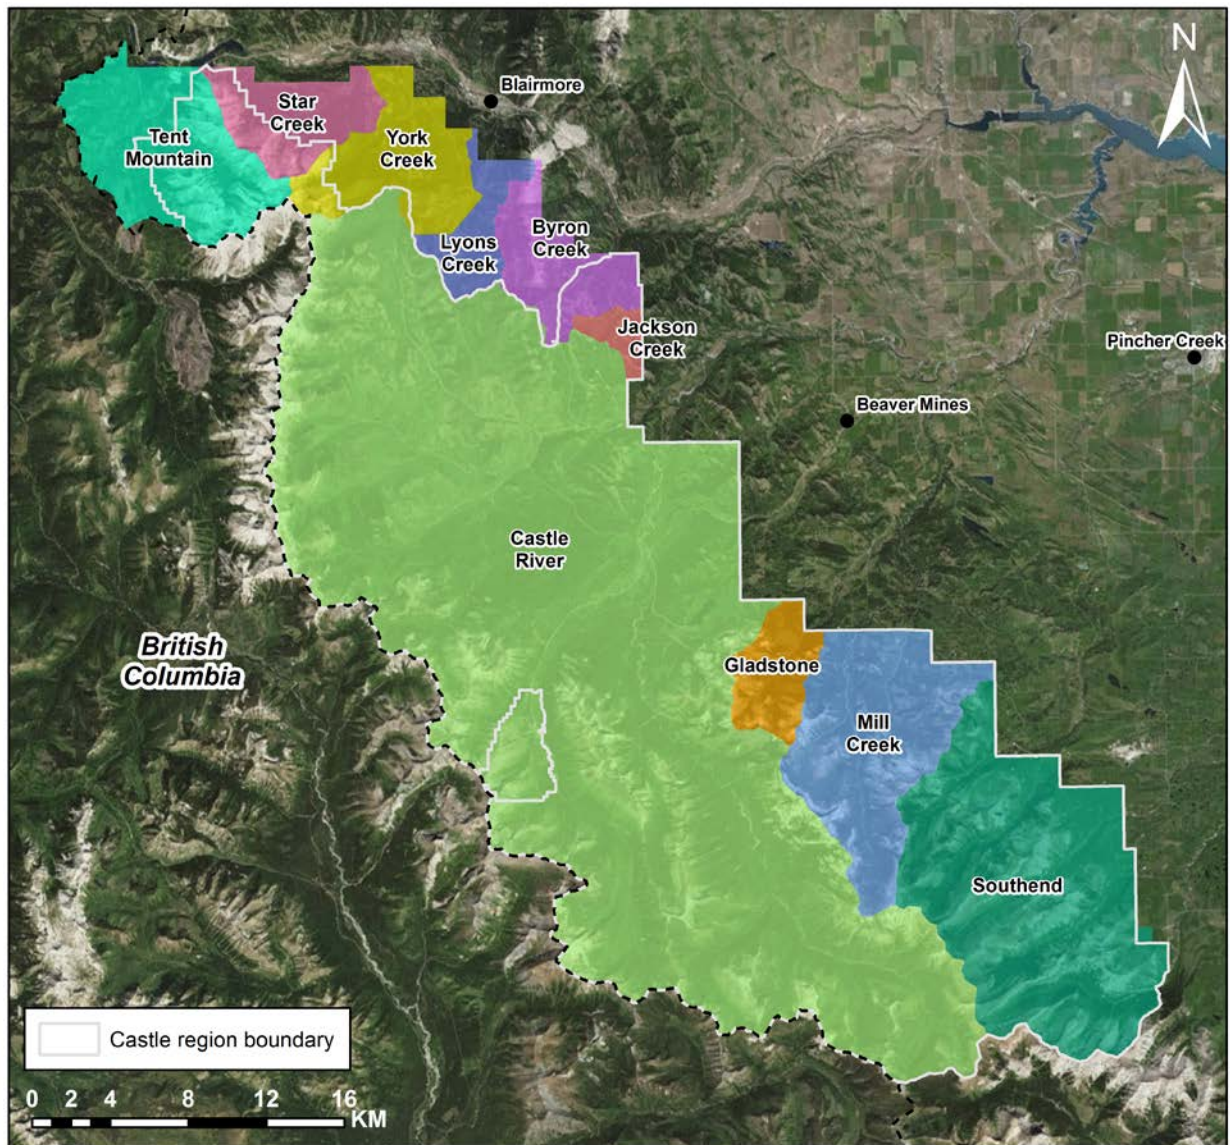 N
Blairmore
Star
Creek
Tent
Mountain
York
Creek
Byron
Creek
Lyons
Creek
Jackson
Creek
Pincher Creek
Beaver Mines
Castle
River
British
Columbia
Gladstone
Mill
Creek
Southend
Castle region boundary
0 2 4 8 12 16
KM